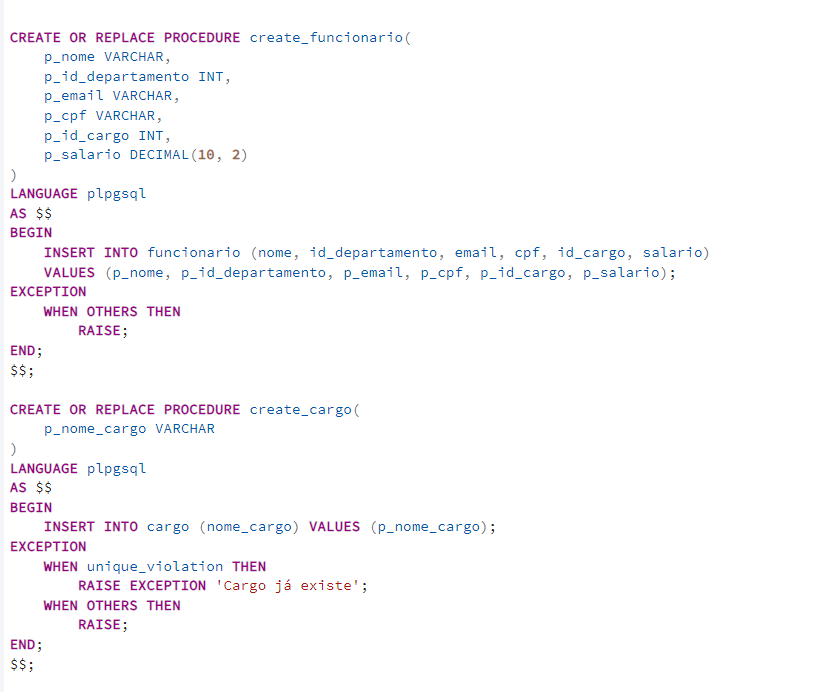 CREATE OR REPLACE PROCEDURE create_funcionario(
    p_nome VARCHAR,
    p_id_departamento INT,
    p_email VARCHAR,
    p_cpf VARCHAR,
    p_id_cargo INT,
    p_salario DECIMAL(10, 2)
)
LANGUAGE plpgsql
AS $$
BEGIN
    INSERT INTO funcionario (nome, id_departamento, email, cpf, id_cargo, salario)
    VALUES (p_nome, p_id_departamento, p_email, p_cpf, p_id_cargo, p_salario);
EXCEPTION
    WHEN OTHERS THEN
        RAISE;
END;
$$;

CREATE OR REPLACE PROCEDURE create_cargo(
    p_nome_cargo VARCHAR
)
LANGUAGE plpgsql
AS $$
BEGIN
    INSERT INTO cargo (nome_cargo) VALUES (p_nome_cargo);
EXCEPTION
    WHEN unique_violation THEN
        RAISE EXCEPTION 'Cargo já existe';
    WHEN OTHERS THEN
        RAISE;
END;
$$;